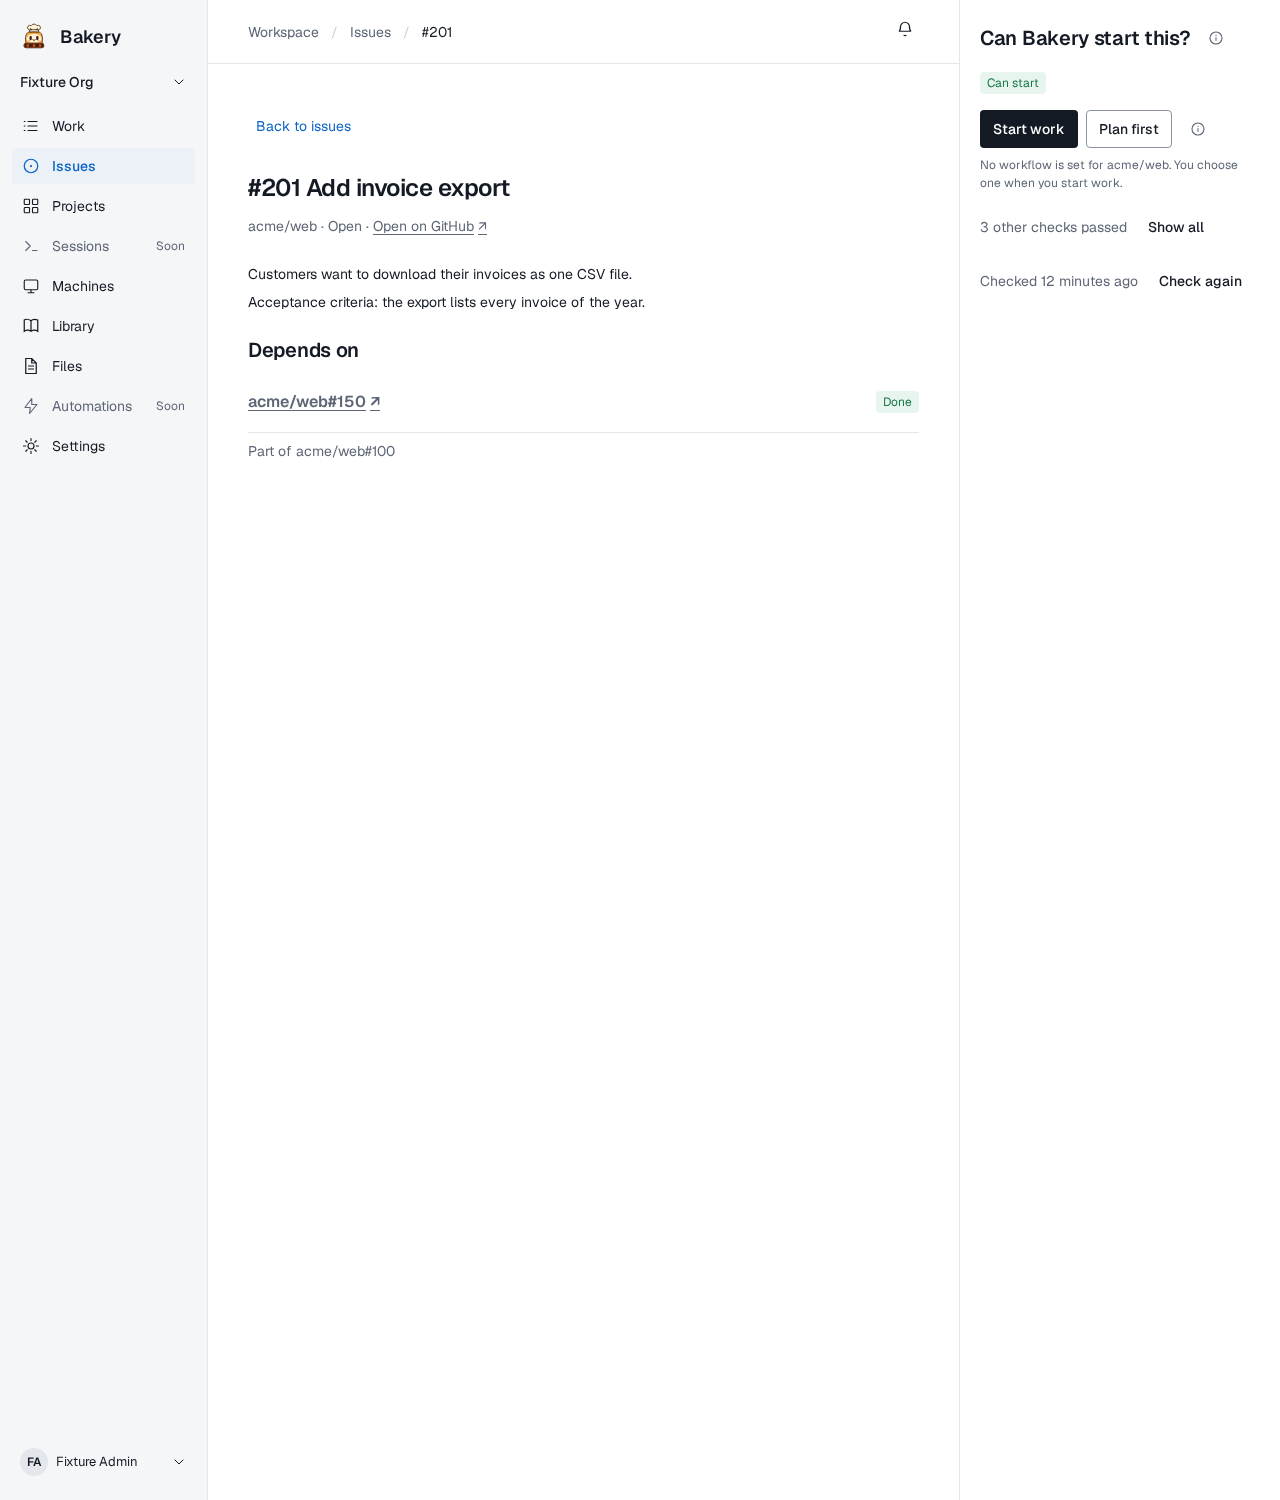 Bakery
Fixture Org
Work
Issues
Projects
Sessions Soon
Machines
Library
Files
Automations Soon
Settings
FA Fixture Admin
Workspace / Issues / #201
Back to issues
#201 Add invoice export
acme/web · Open · Open on GitHub ↗
Customers want to download their invoices as one CSV file.
Acceptance criteria: the export lists every invoice of the year.
Depends on
acme/web#150 ↗ Done
Part of acme/web#100
Can Bakery start this?
Can start
Start work Plan first
No workflow is set for acme/web. You choose
one when you start work.
3 other checks passed Show all
Checked 12 minutes ago Check again